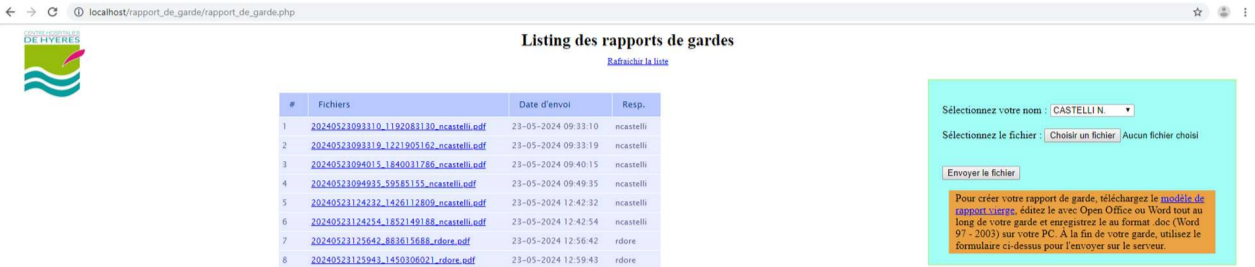 localhost/rapport_de_garde/rapport_de_garde.php
CENTRE HOSPITALIER
DE HYERES
Listing des rapports de gardes
Rafraichir la liste
# Fichiers Date d'envoi Resp.
1 20240523093310_1192083130_ncastelli.pdf 23-05-2024 09:33:10 ncastelli
2 20240523093319_1221905162_ncastelli.pdf 23-05-2024 09:33:19 ncastelli
3 20240523094015_1840031786_ncastelli.pdf 23-05-2024 09:40:15 ncastelli
4 20240523094935_59585155_ncastelli.pdf 23-05-2024 09:49:35 ncastelli
5 20240523124232_1426112809_ncastelli.pdf 23-05-2024 12:42:32 ncastelli
6 20240523124254_1852149188_ncastelli.pdf 23-05-2024 12:42:54 ncastelli
7 20240523125642_883615688_rdore.pdf 23-05-2024 12:56:42 rdore
8 20240523125943_1450306021_rdore.pdf 23-05-2024 12:59:43 rdore
Sélectionnez votre nom : CASTELLI N.
Sélectionnez le fichier : Choisir un fichier Aucun fichier choisi
Envoyer le fichier
Pour créer votre rapport de garde, téléchargez le modèle de
rapport vierge, éditez le avec Open Office ou Word tout au
long de votre garde et enregistrez le au format .doc (Word
97 - 2003) sur votre PC. À la fin de votre garde, utilisez le
formulaire ci-dessus pour l'envoyer sur le serveur.